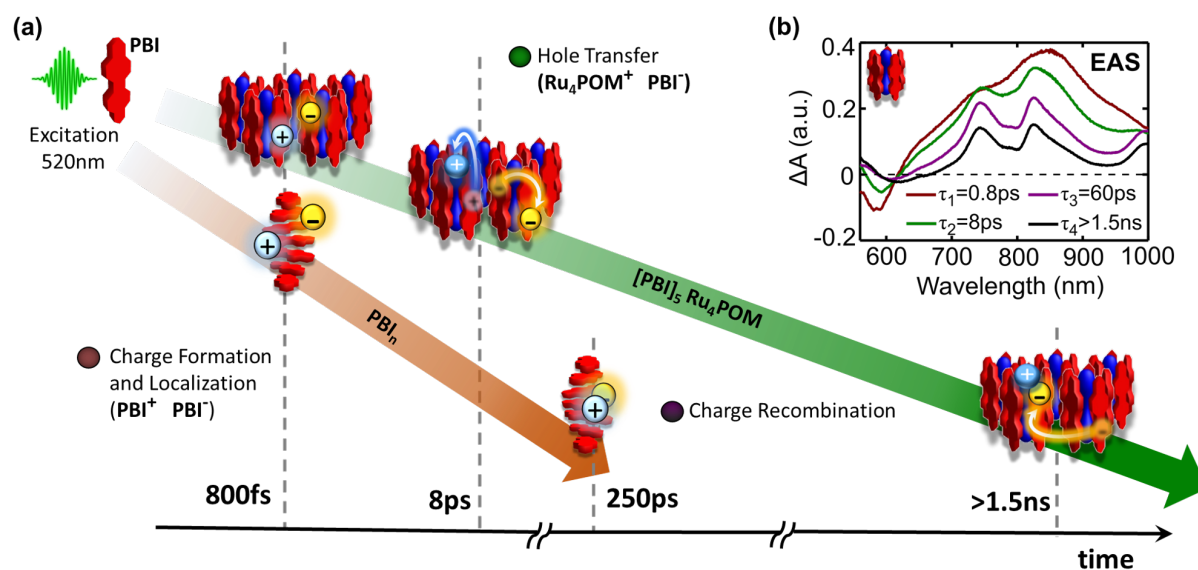 (a)
PBI
Excitation
520nm
Hole Transfer
(Ru₄POM⁺ PBI⁻)
+
−
+
−
+
+
−
−
[PBI]₅ Ru₄POM
PBIₙ
Charge Formation
and Localization
(PBI⁺ PBI⁻)
+
−
Charge Recombination
+
−
−
800fs
8ps
250ps
>1.5ns
time
(b)
EAS
ΔA (a.u.)
0.4
0.2
0
-0.2
τ₁=0.8ps
τ₂=8ps
τ₃=60ps
τ₄>1.5ns
600
700
800
900
1000
Wavelength (nm)